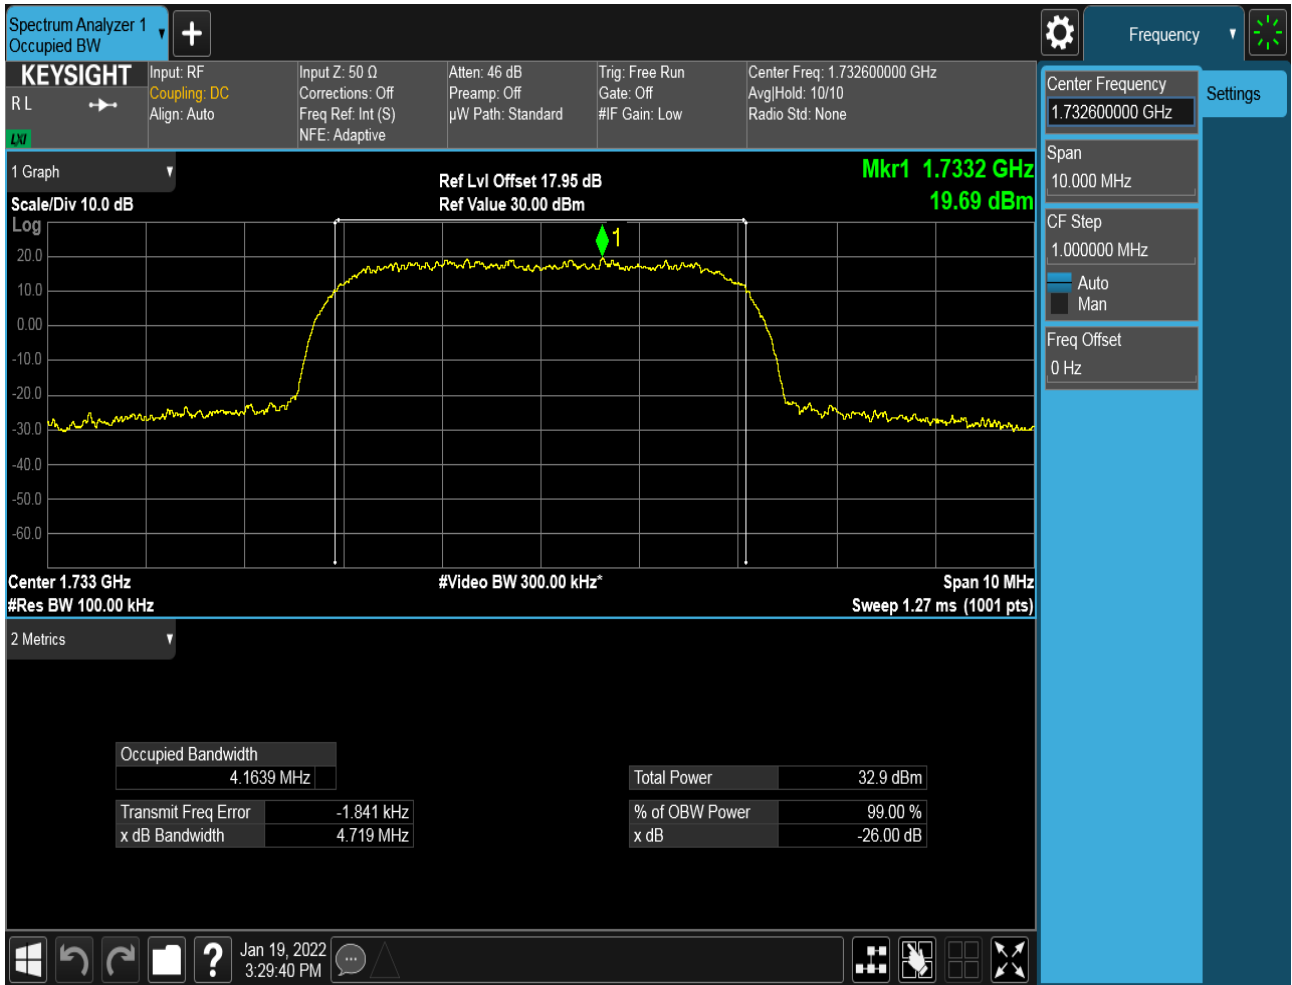 Spectrum Analyzer 1
Occupied BW
Frequency
KEYSIGHT
R L
LXI
Input: RF
Coupling: DC
Align: Auto
Input Z: 50 Ω
Corrections: Off
Freq Ref: Int (S)
NFE: Adaptive
Atten: 46 dB
Preamp: Off
µW Path: Standard
Trig: Free Run
Gate: Off
#IF Gain: Low
Center Freq: 1.732600000 GHz
Avg|Hold: 10/10
Radio Std: None
Center Frequency
1.732600000 GHz
Settings
Span
10.000 MHz
CF Step
1.000000 MHz
Auto
Man
Freq Offset
0 Hz
1 Graph
Scale/Div 10.0 dB
Log
Ref Lvl Offset 17.95 dB
Ref Value 30.00 dBm
Mkr1 1.7332 GHz
19.69 dBm
1
20.0
10.0
0.00
-10.0
-20.0
-30.0
-40.0
-50.0
-60.0
Center 1.733 GHz
#Res BW 100.00 kHz
#Video BW 300.00 kHz*
Span 10 MHz
Sweep 1.27 ms (1001 pts)
2 Metrics
Occupied Bandwidth
4.1639 MHz
Transmit Freq Error -1.841 kHz
x dB Bandwidth 4.719 MHz
Total Power 32.9 dBm
% of OBW Power 99.00 %
x dB -26.00 dB
?
Jan 19, 2022
3:29:40 PM